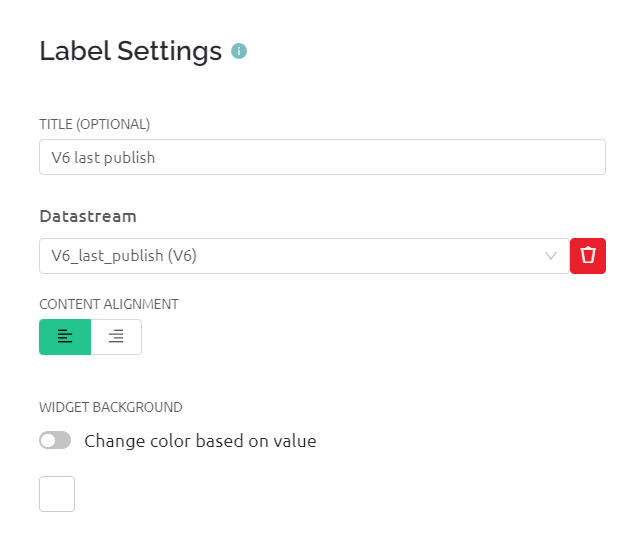 Label Settings
TITLE (OPTIONAL)
V6 last publish
Datastream
V6_last_publish (V6)
CONTENT ALIGNMENT
WIDGET BACKGROUND
Change color based on value